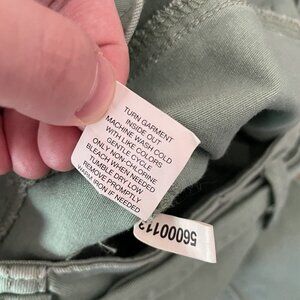 TURN GARMENT
INSIDE OUT
MACHINE WASH COLD
WITH LIKE COLORS
GENTLE CYCLE
ONLY NON-CHLORINE
BLEACH WHEN NEEDED
TUMBLE DRY LOW
REMOVE PROMPTLY
WARM IRON IF NEEDED
56000113